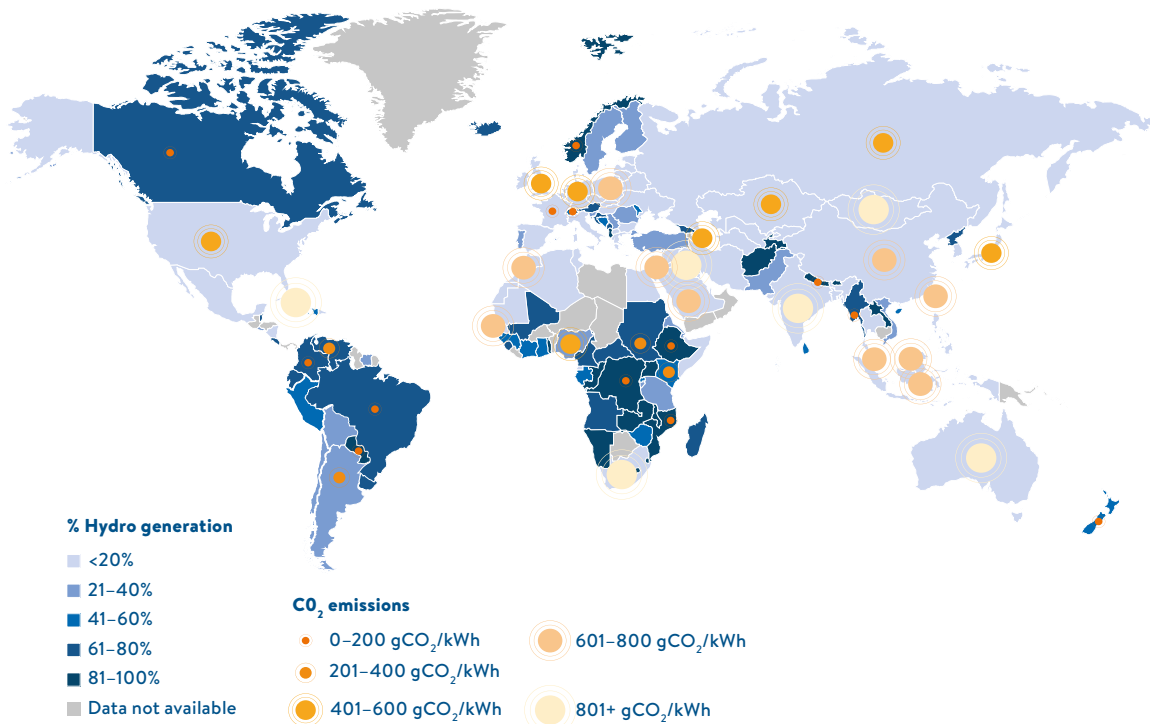 % Hydro generation
<20%
21–40%
41–60%
61–80%
81–100%
Data not available
C0₂ emissions
0–200 gCO₂/kWh
201–400 gCO₂/kWh
401–600 gCO₂/kWh
601–800 gCO₂/kWh
801+ gCO₂/kWh